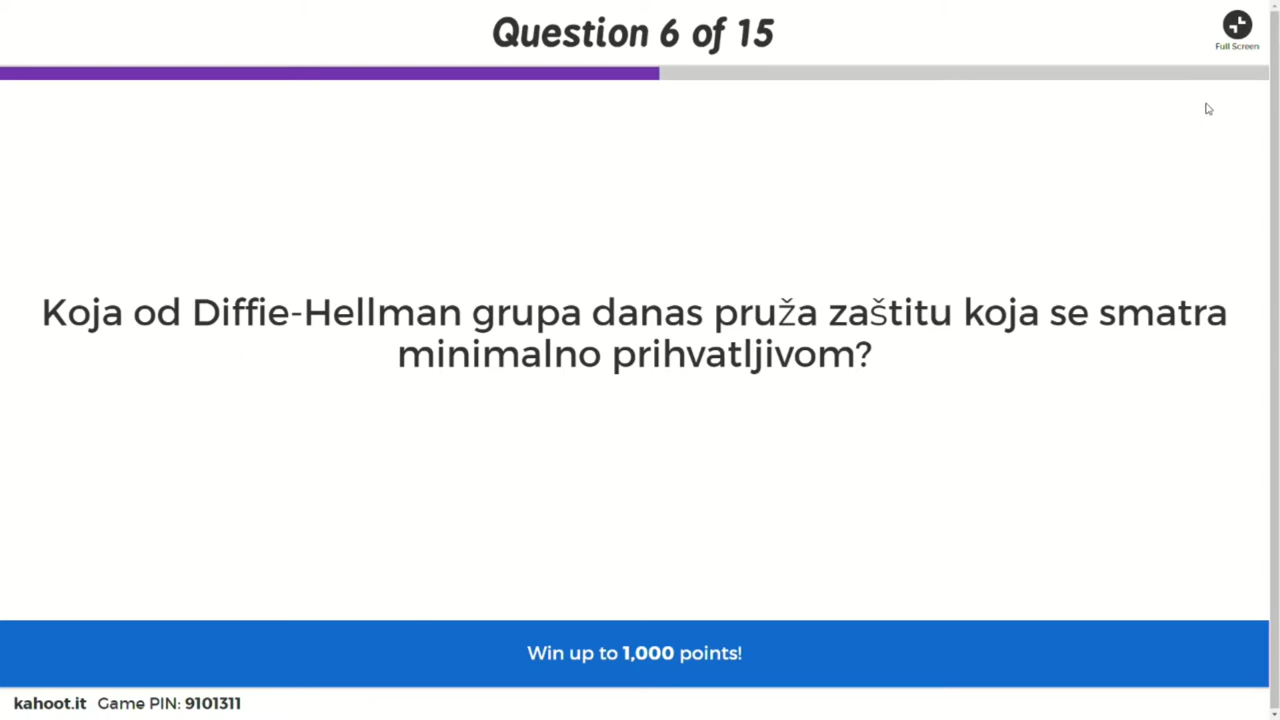 Question 6 of 15
Full Screen
Koja od Diffie-Hellman grupa danas pruža zaštitu koja se smatra
minimalno prihvatljivom?
Win up to 1,000 points!
kahoot.it Game PIN: 9101311